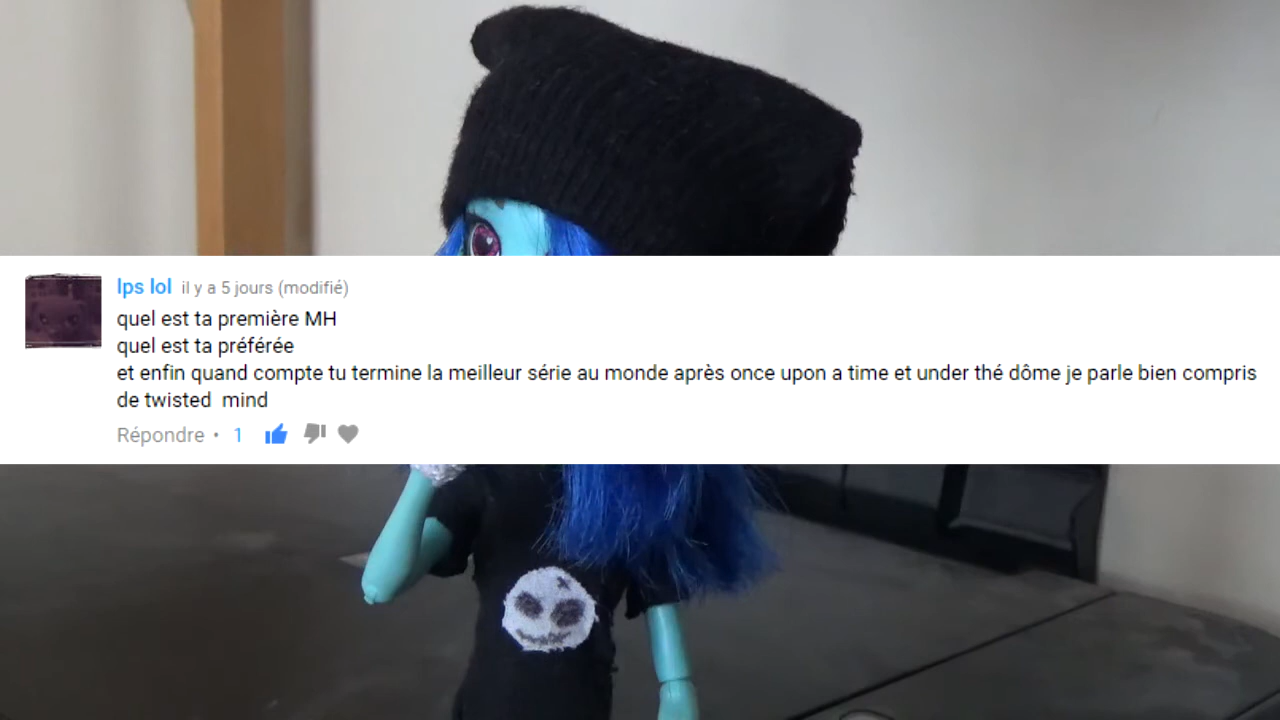 lps lol il y a 5 jours (modifié)
quel est ta première MH
quel est ta préférée
et enfin quand compte tu termine la meilleur série au monde après once upon a time et under thé dôme je parle bien compris
de twisted mind
Répondre • 1